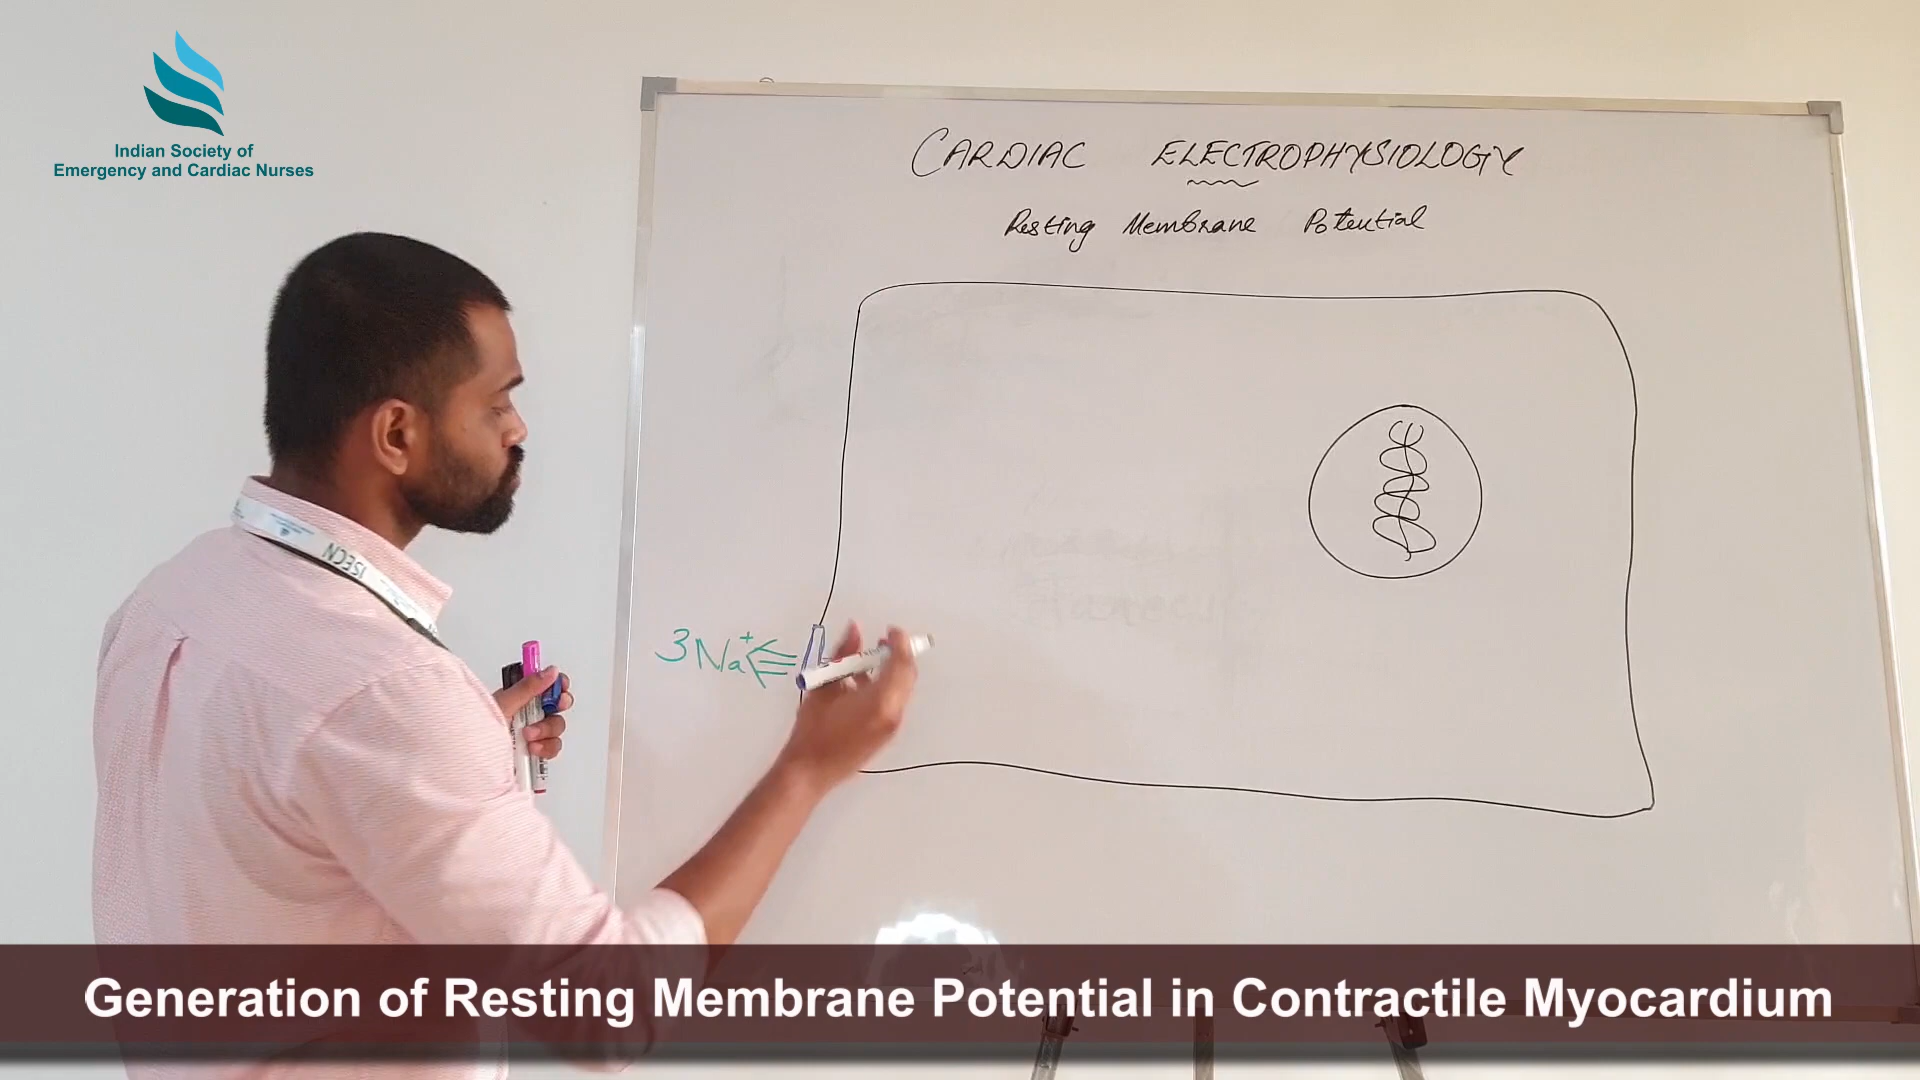 Indian Society of
Emergency and Cardiac Nurses
CARDIAC ELECTROPHYSIOLOGY
Resting Membrane Potential
ISECN
3Na+
Generation of Resting Membrane Potential in Contractile Myocardium